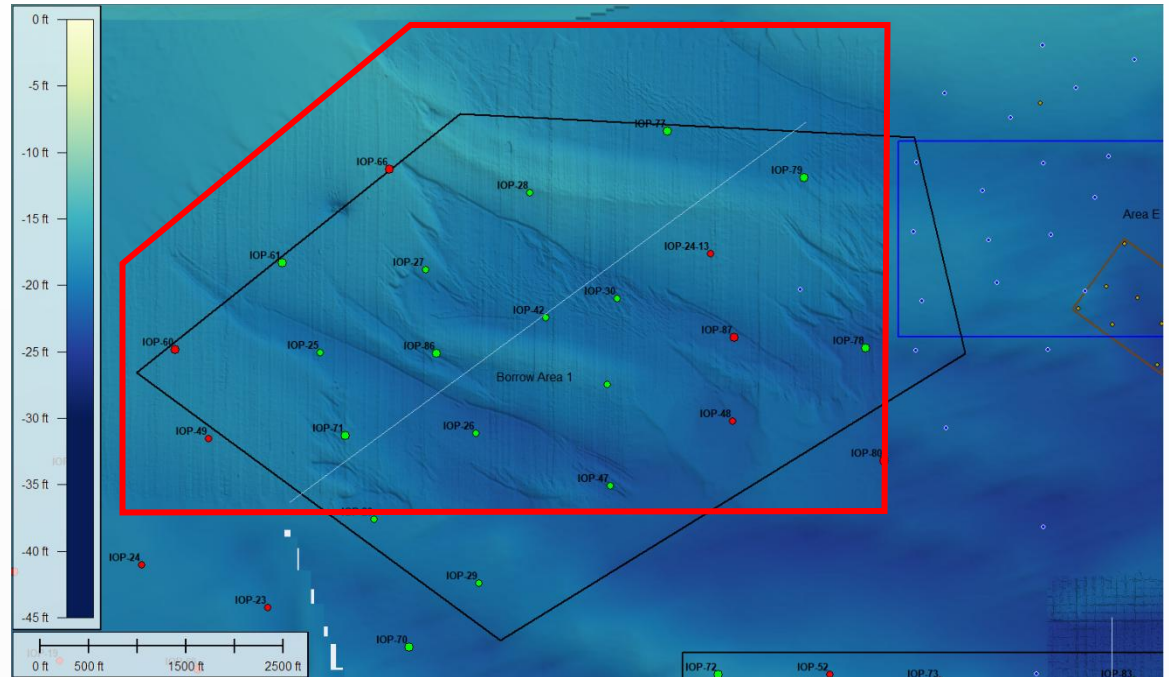 0 ft
-5 ft
-10 ft
-15 ft
-20 ft
-25 ft
-30 ft
-35 ft
-40 ft
-45 ft
IOP-77
IOP-66
IOP-79
IOP-28
Area E
IOP-24-13
IOP-61
IOP-27
IOP-30
IOP-42
IOP-87
IOP-60
IOP-25
IOP-86
IOP-78
Borrow Area 1
IOP-48
IOP-71
IOP-26
IOP-49
IOP-80
IOP-47
IOP-24
IOP-29
IOP-23
IOP-70
0 ft 500 ft 1500 ft 2500 ft
IOP-19
IOP-72
IOP-52
IOP-73
IOP-83